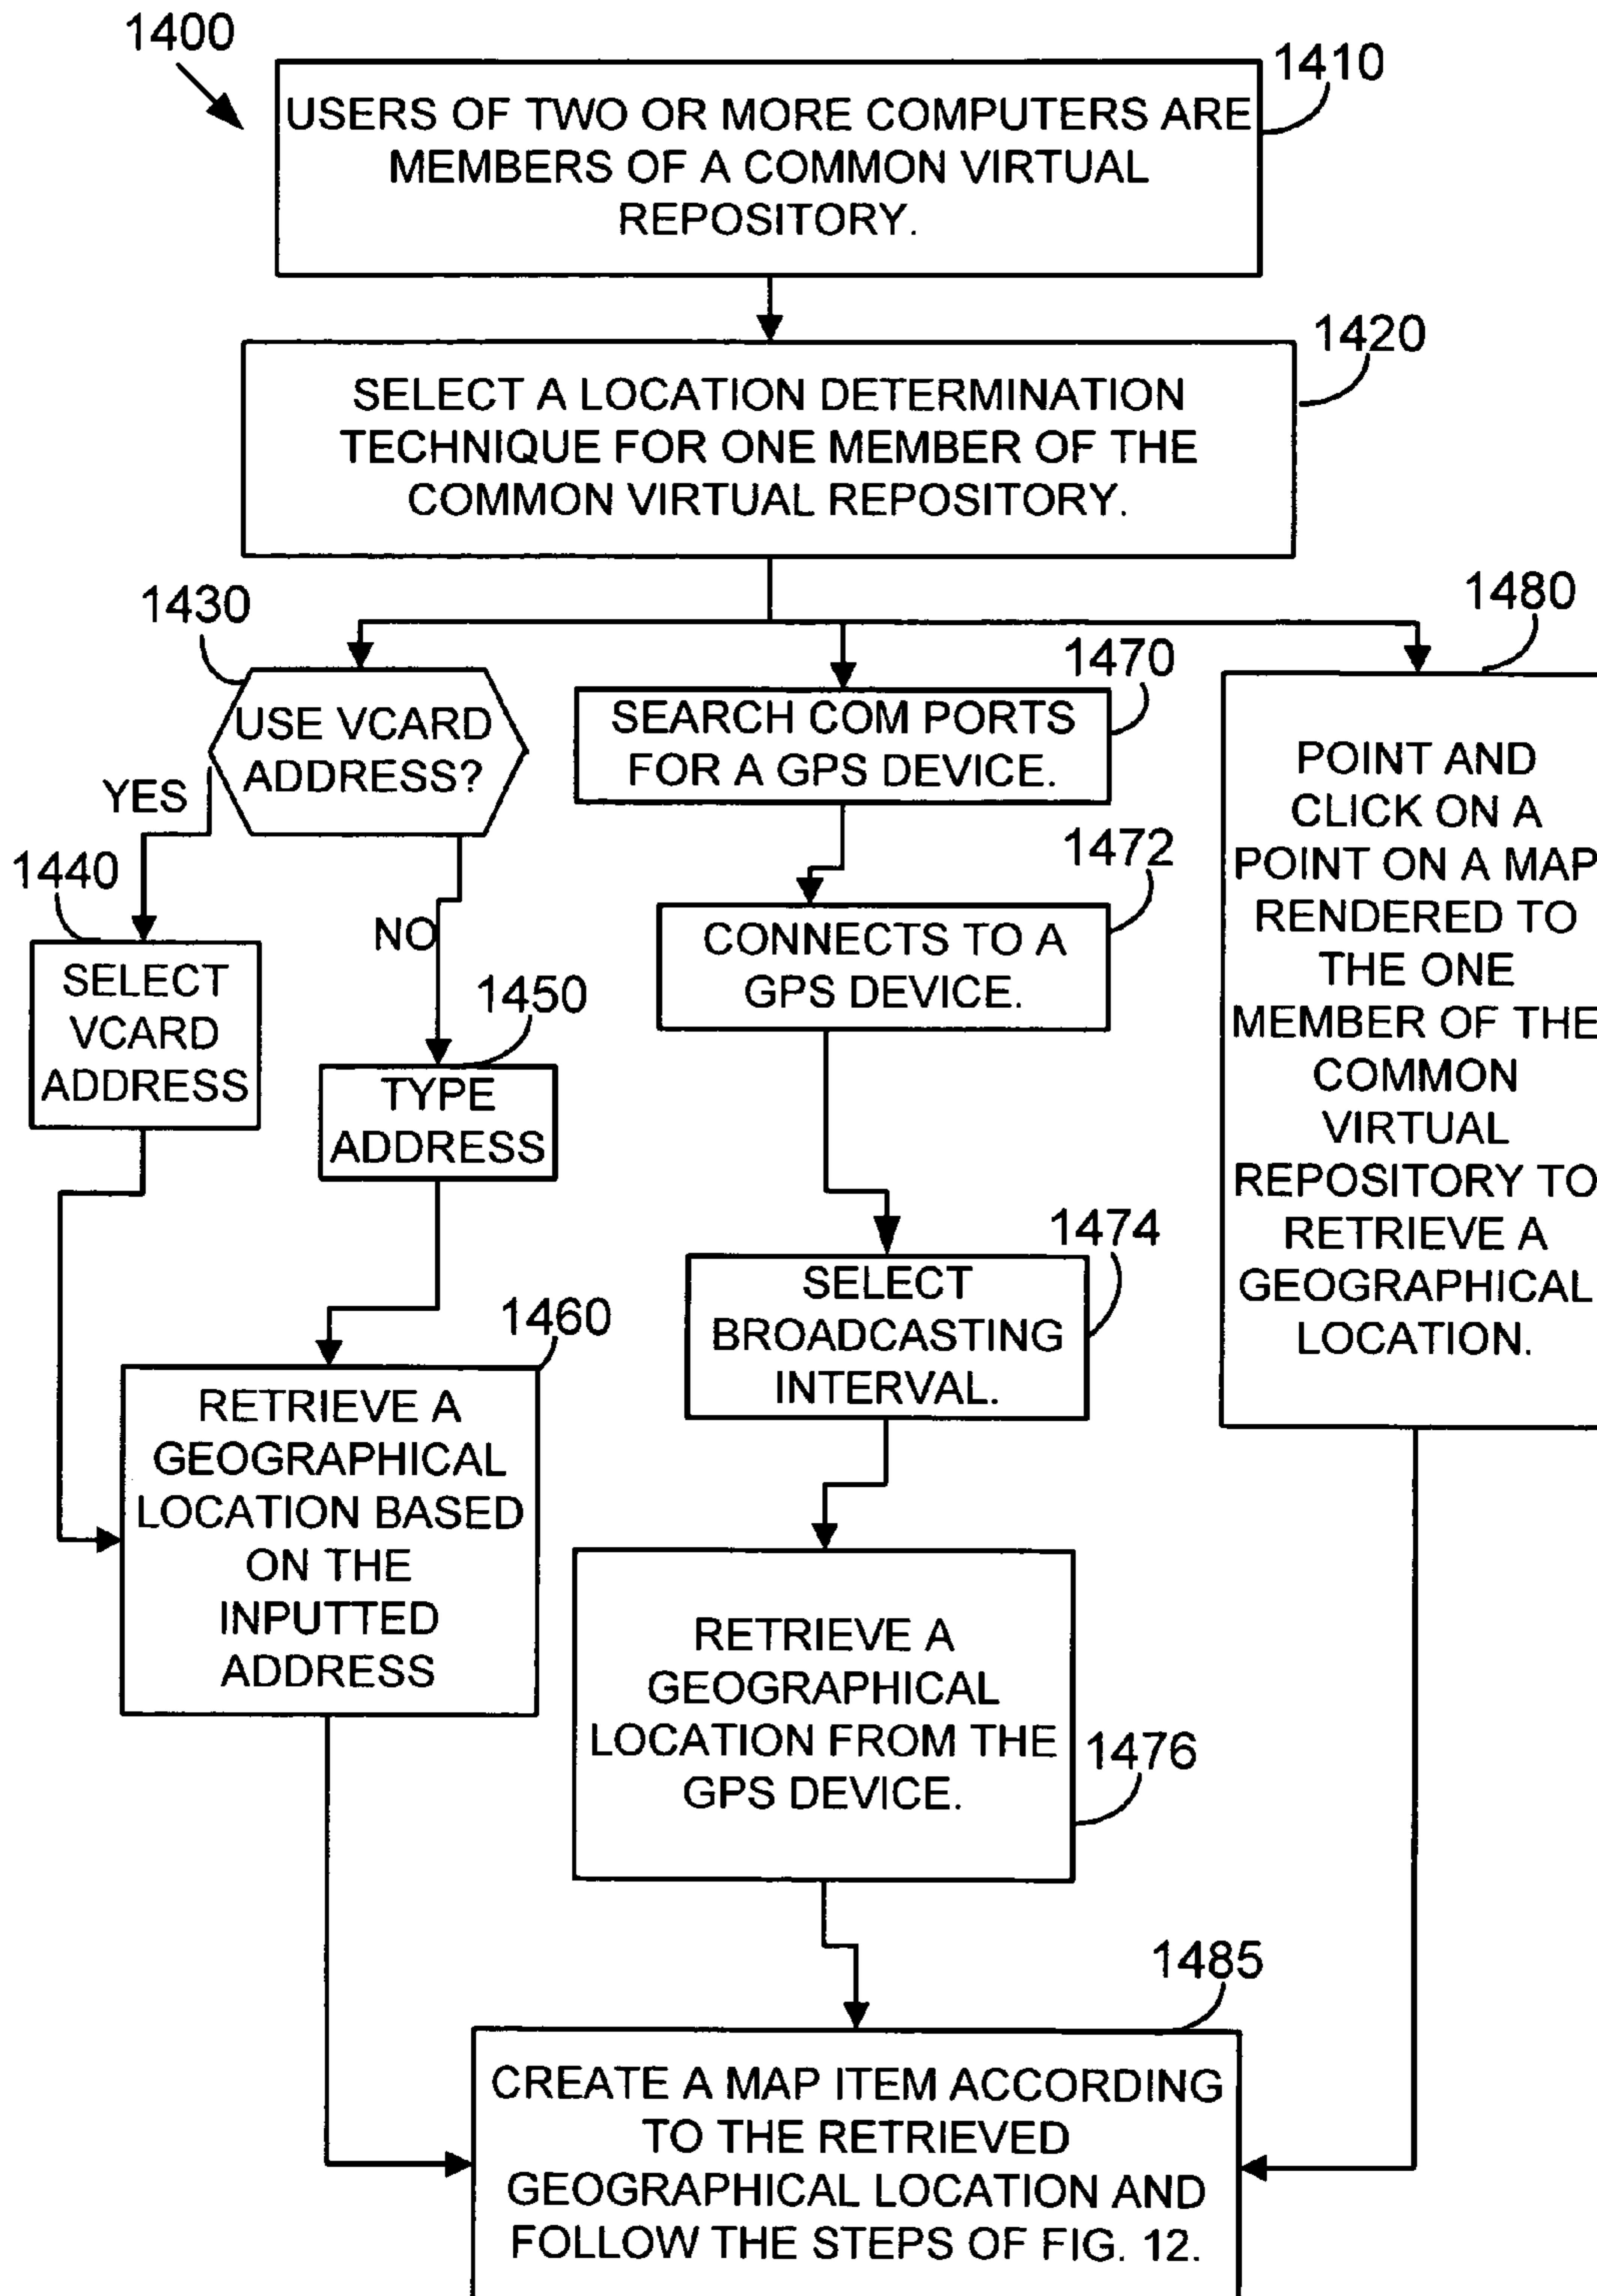 1400
1410
USERS OF TWO OR MORE COMPUTERS ARE
MEMBERS OF A COMMON VIRTUAL
REPOSITORY.
1420
SELECT A LOCATION DETERMINATION
TECHNIQUE FOR ONE MEMBER OF THE
COMMON VIRTUAL REPOSITORY.
1430
USE VCARD
ADDRESS?
YES
NO
1440
SELECT
VCARD
ADDRESS
1450
TYPE
ADDRESS
1460
RETRIEVE A
GEOGRAPHICAL
LOCATION BASED
ON THE
INPUTTED
ADDRESS
1470
SEARCH COM PORTS
FOR A GPS DEVICE.
1472
CONNECTS TO A
GPS DEVICE.
1474
SELECT
BROADCASTING
INTERVAL.
1476
RETRIEVE A
GEOGRAPHICAL
LOCATION FROM THE
GPS DEVICE.
1480
POINT AND
CLICK ON A
POINT ON A MAP
RENDERED TO
THE ONE
MEMBER OF THE
COMMON
VIRTUAL
REPOSITORY TO
RETRIEVE A
GEOGRAPHICAL
LOCATION.
1485
CREATE A MAP ITEM ACCORDING
TO THE RETRIEVED
GEOGRAPHICAL LOCATION AND
FOLLOW THE STEPS OF FIG. 12.